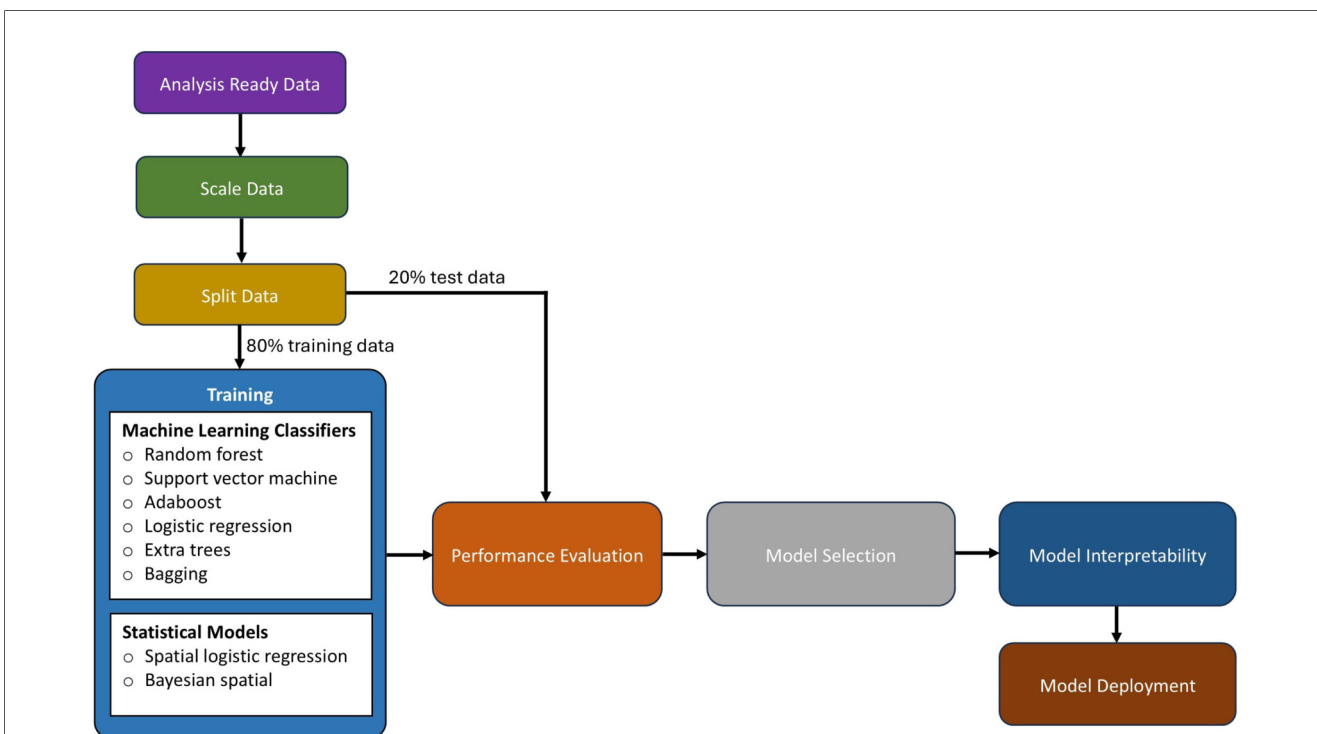 Analysis Ready Data
Scale Data
Split Data
20% test data
80% training data
Training
Machine Learning Classifiers
○ Random forest
○ Support vector machine
○ Adaboost
○ Logistic regression
○ Extra trees
○ Bagging
Statistical Models
○ Spatial logistic regression
○ Bayesian spatial
Performance Evaluation
Model Selection
Model Interpretability
Model Deployment